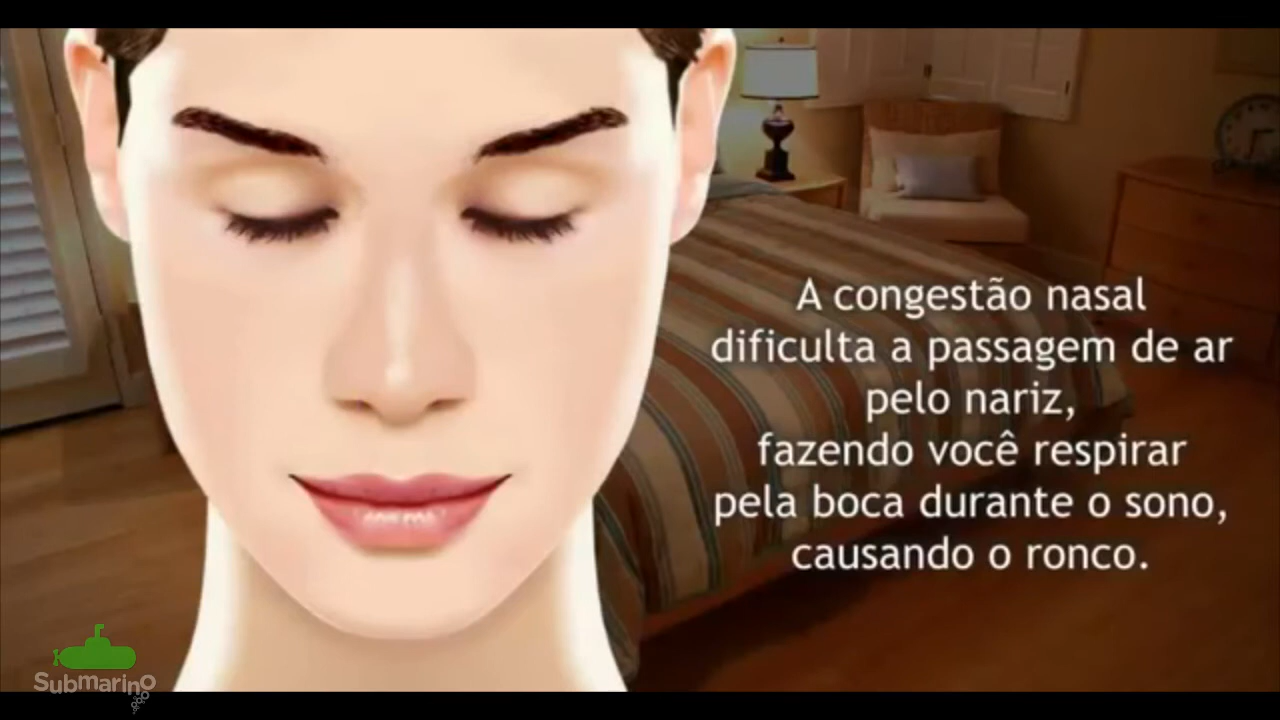 A congestão nasal
dificulta a passagem de ar
pelo nariz,
fazendo você respirar
pela boca durante o sono,
causando o ronco.
Submarino